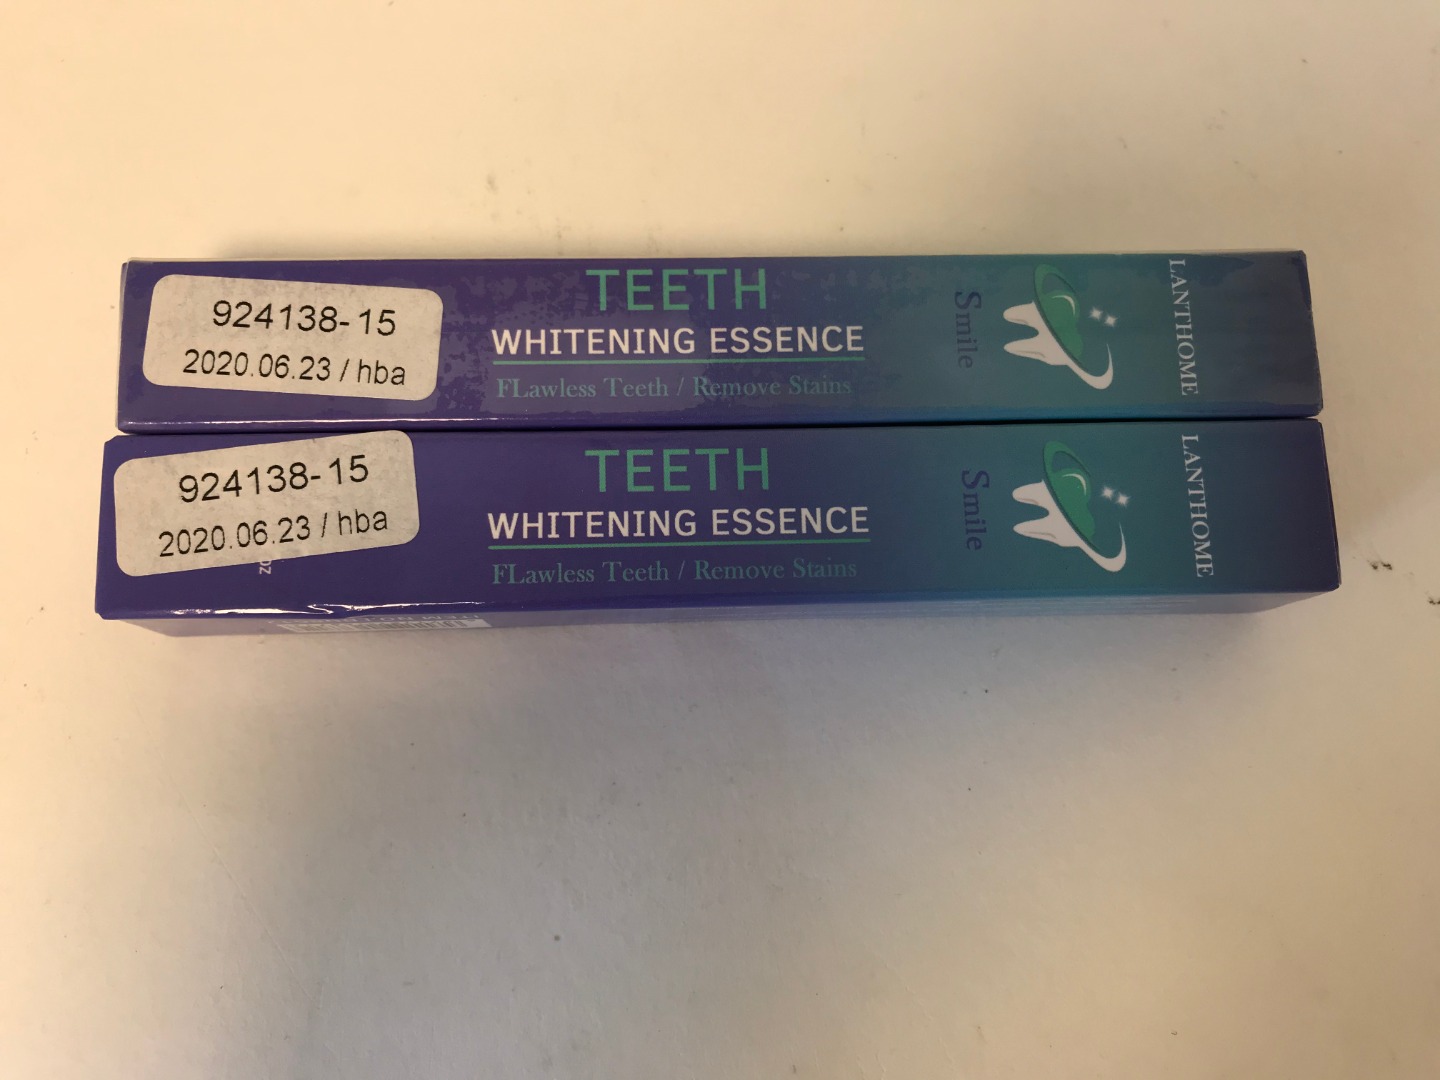 924138-15
2020.06.23 / hba
TEETH
WHITENING ESSENCE
FLawless Teeth / Remove Stains
Smile
LANTHOME
924138-15
2020.06.23 / hba
oz
TEETH
WHITENING ESSENCE
FLawless Teeth / Remove Stains
Smile
LANTHOME